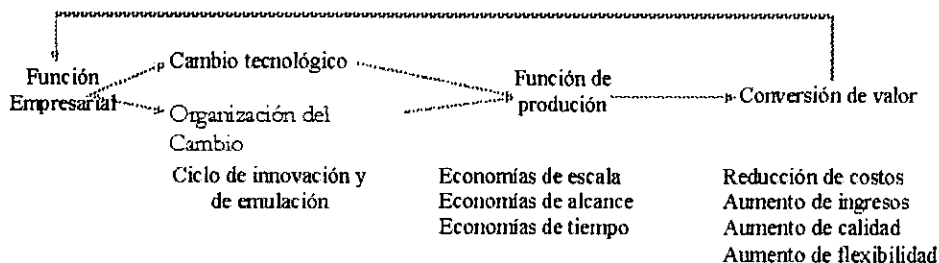 Función
Empresarial
Cambio tecnológico
Organización del
Cambio
Ciclo de innovación y
de emulación
Función de
produción
Economías de escala
Economías de alcance
Economías de tiempo
Conversión de valor
Reducción de costos
Aumento de ingresos
Aumento de calidad
Aumento de flexibilidad